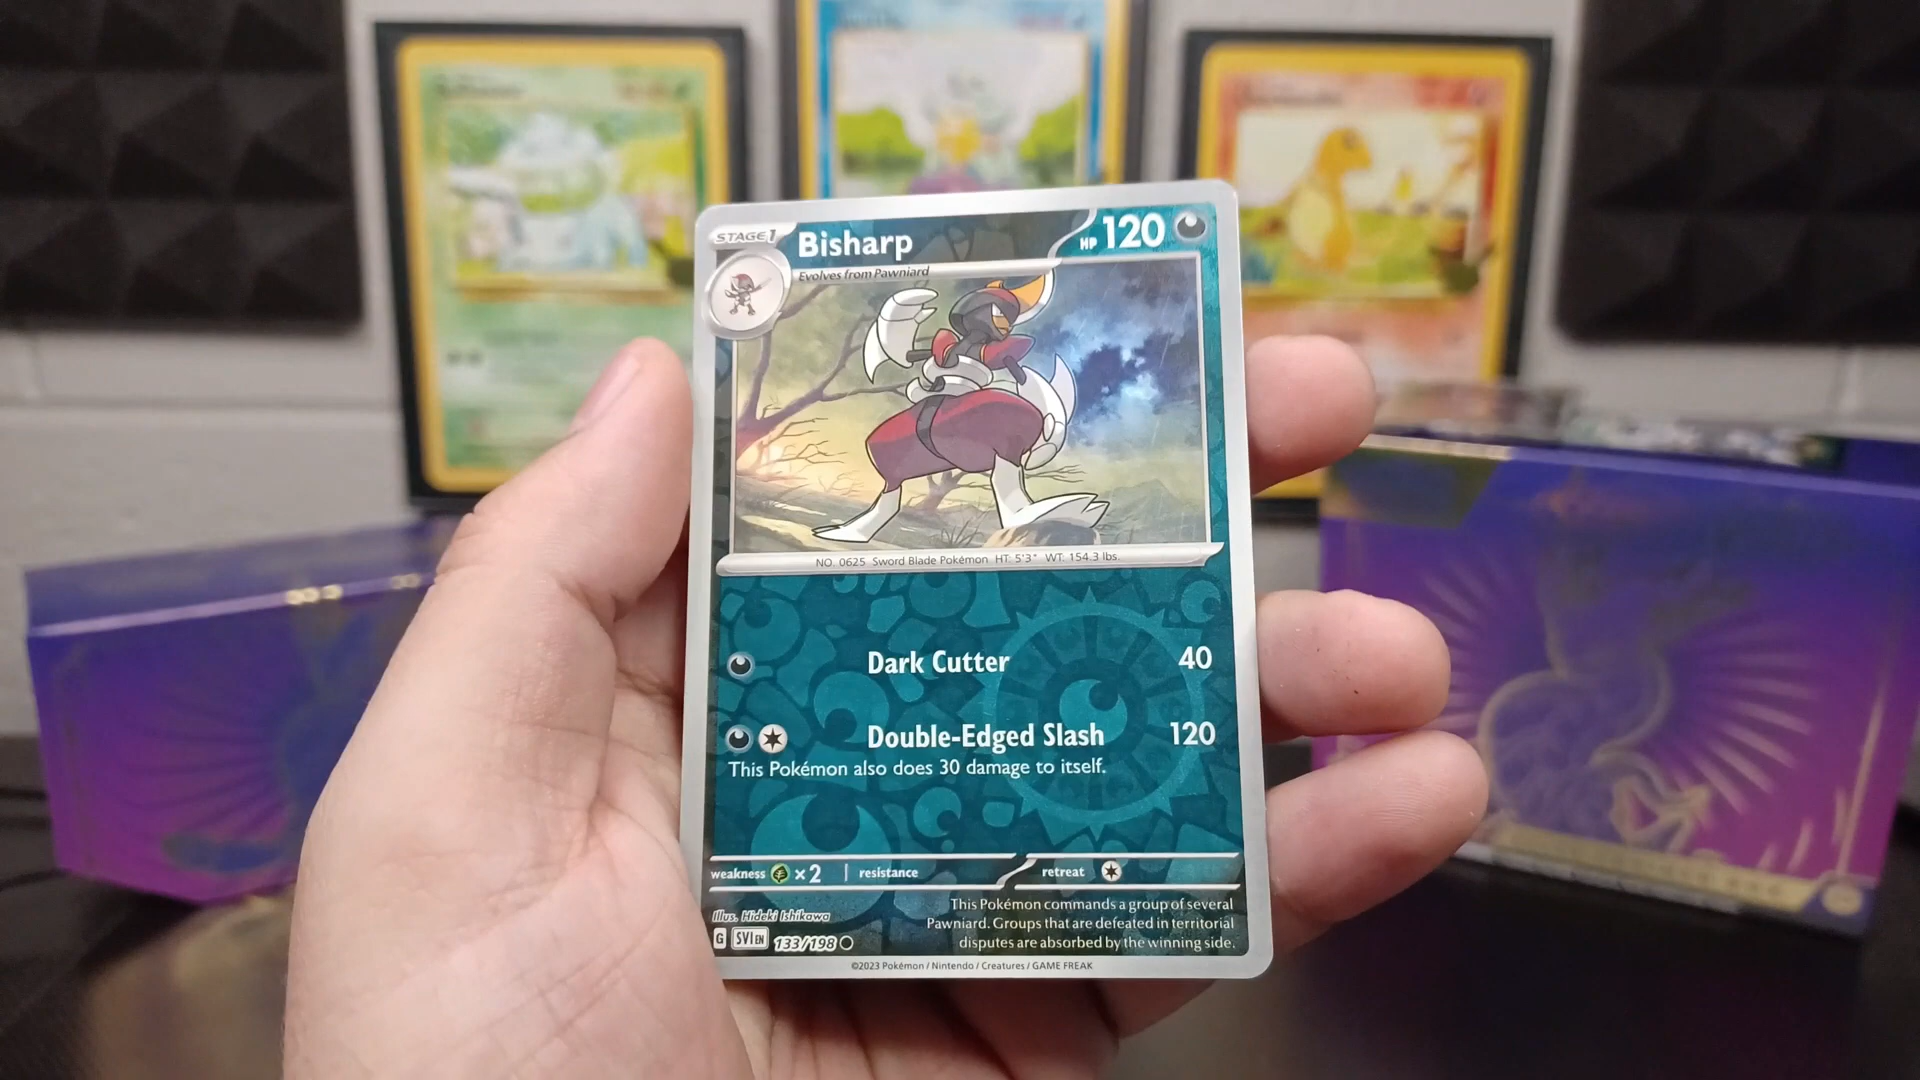 STAGE1 Bisharp HP 120
Evolves from Pawniard
NO. 0625 Sword Blade Pokémon HT: 5'3" WT: 154.3 lbs.
Dark Cutter 40
Double-Edged Slash 120
This Pokémon also does 30 damage to itself.
weakness ×2 resistance retreat
Illus. Hideki Ishikawa
G SVI EN 133/198
This Pokémon commands a group of several
Pawniard. Groups that are defeated in territorial
disputes are absorbed by the winning side.
©2023 Pokémon / Nintendo / Creatures / GAME FREAK